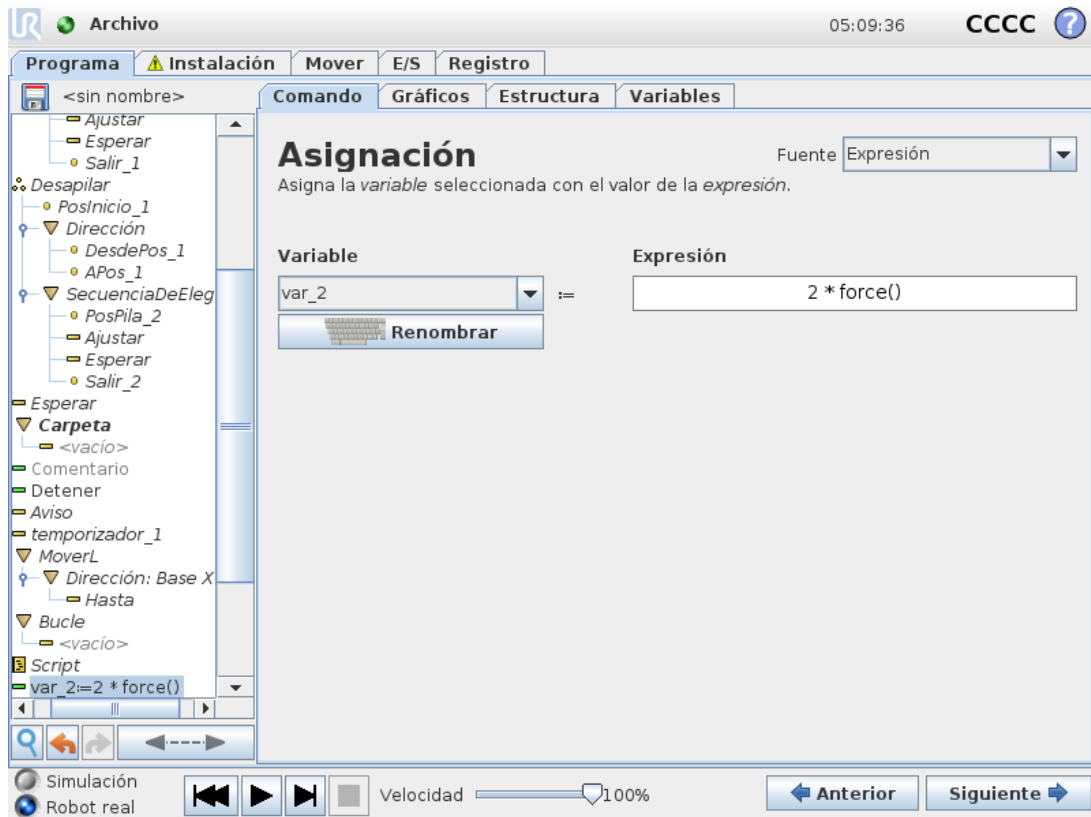 UR Archivo 05:09:36 CCCC ?
Programa Instalación Mover E/S Registro
<sin nombre> Comando Gráficos Estructura Variables
Ajustar
Esperar
Salir_1
Desapilar
PosInicio_1
Dirección
DesdePos_1
APos_1
SecuenciaDeEleg
PosPila_2
Ajustar
Esperar
Salir_2
Esperar
Carpeta
<vacío>
Comentario
Detener
Aviso
temporizador_1
MoverL
Dirección: Base X
Hasta
Bucle
<vacío>
Script
var_2:=2 * force()
Asignación
Fuente Expresión
Asigna la variable seleccionada con el valor de la expresión.
Variable Expresión
var_2 := 2 * force()
Renombrar
Simulación
Robot real
Velocidad 100%
Anterior Siguiente